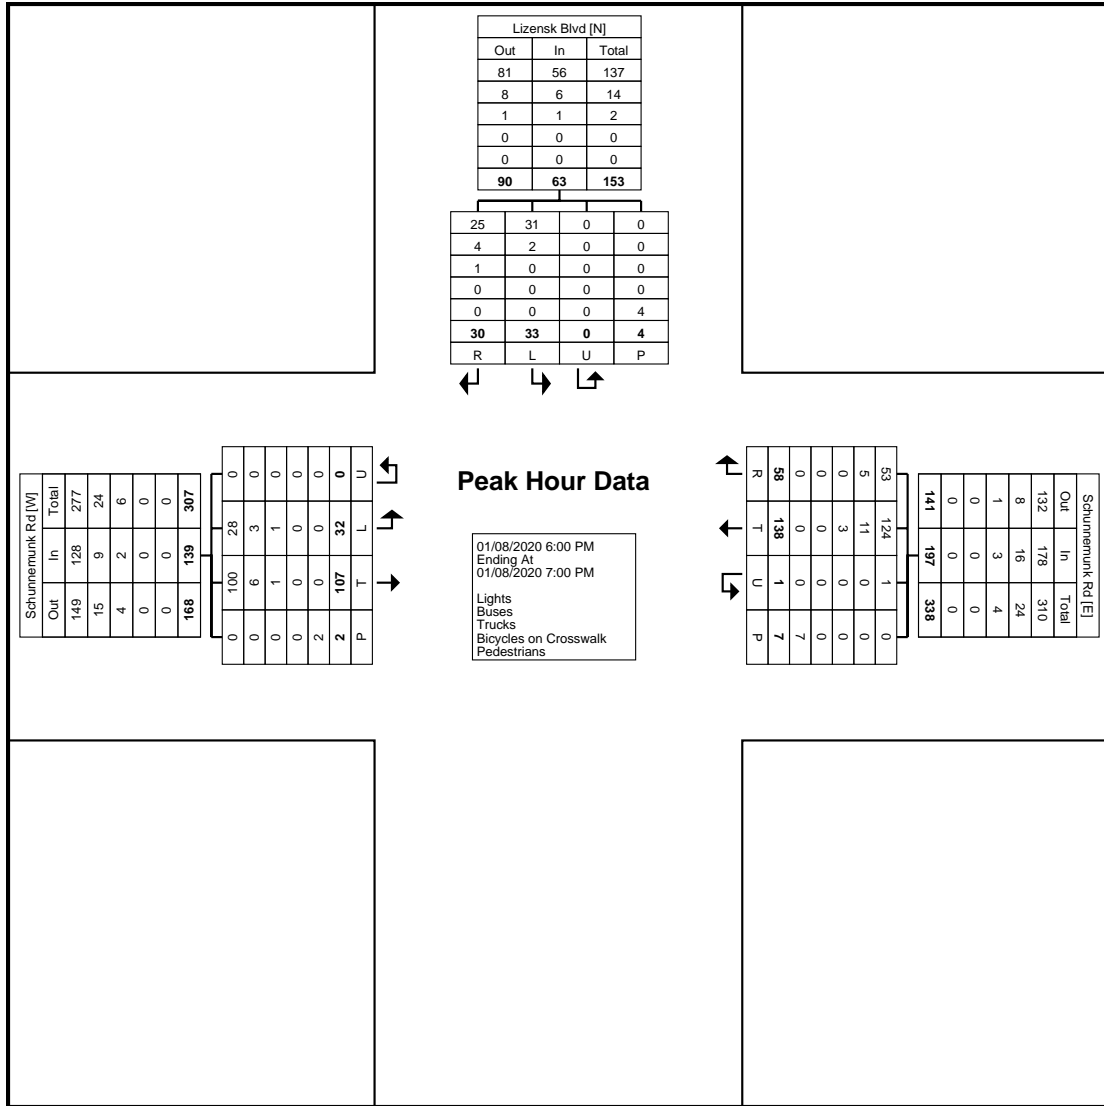 Lizensk Blvd [N]
Out In Total
81 56 137
8 6 14
1 1 2
0 0 0
0 0 0
90 63 153
25 31 0 0
4 2 0 0
1 0 0 0
0 0 0 0
0 0 0 4
30 33 0 4
R L U P
Schunnemunk Rd [W]
Out In Total
149 128 277
15 9 24
4 2 6
0 0 0
0 0 0
168 139 307
0 28 100 0
0 3 6 0
0 1 1 0
0 0 0 0
0 0 0 2
0 32 107 2
U L T P
Peak Hour Data
01/08/2020 6:00 PM
Ending At
01/08/2020 7:00 PM
Lights
Buses
Trucks
Bicycles on Crosswalk
Pedestrians
53 124 1 0
5 11 0 0
0 3 0 0
0 0 0 0
0 0 0 7
58 138 1 7
R T U P
Schunnemunk Rd [E]
Out In Total
132 178 310
8 16 24
1 3 4
0 0 0
0 0 0
141 197 338